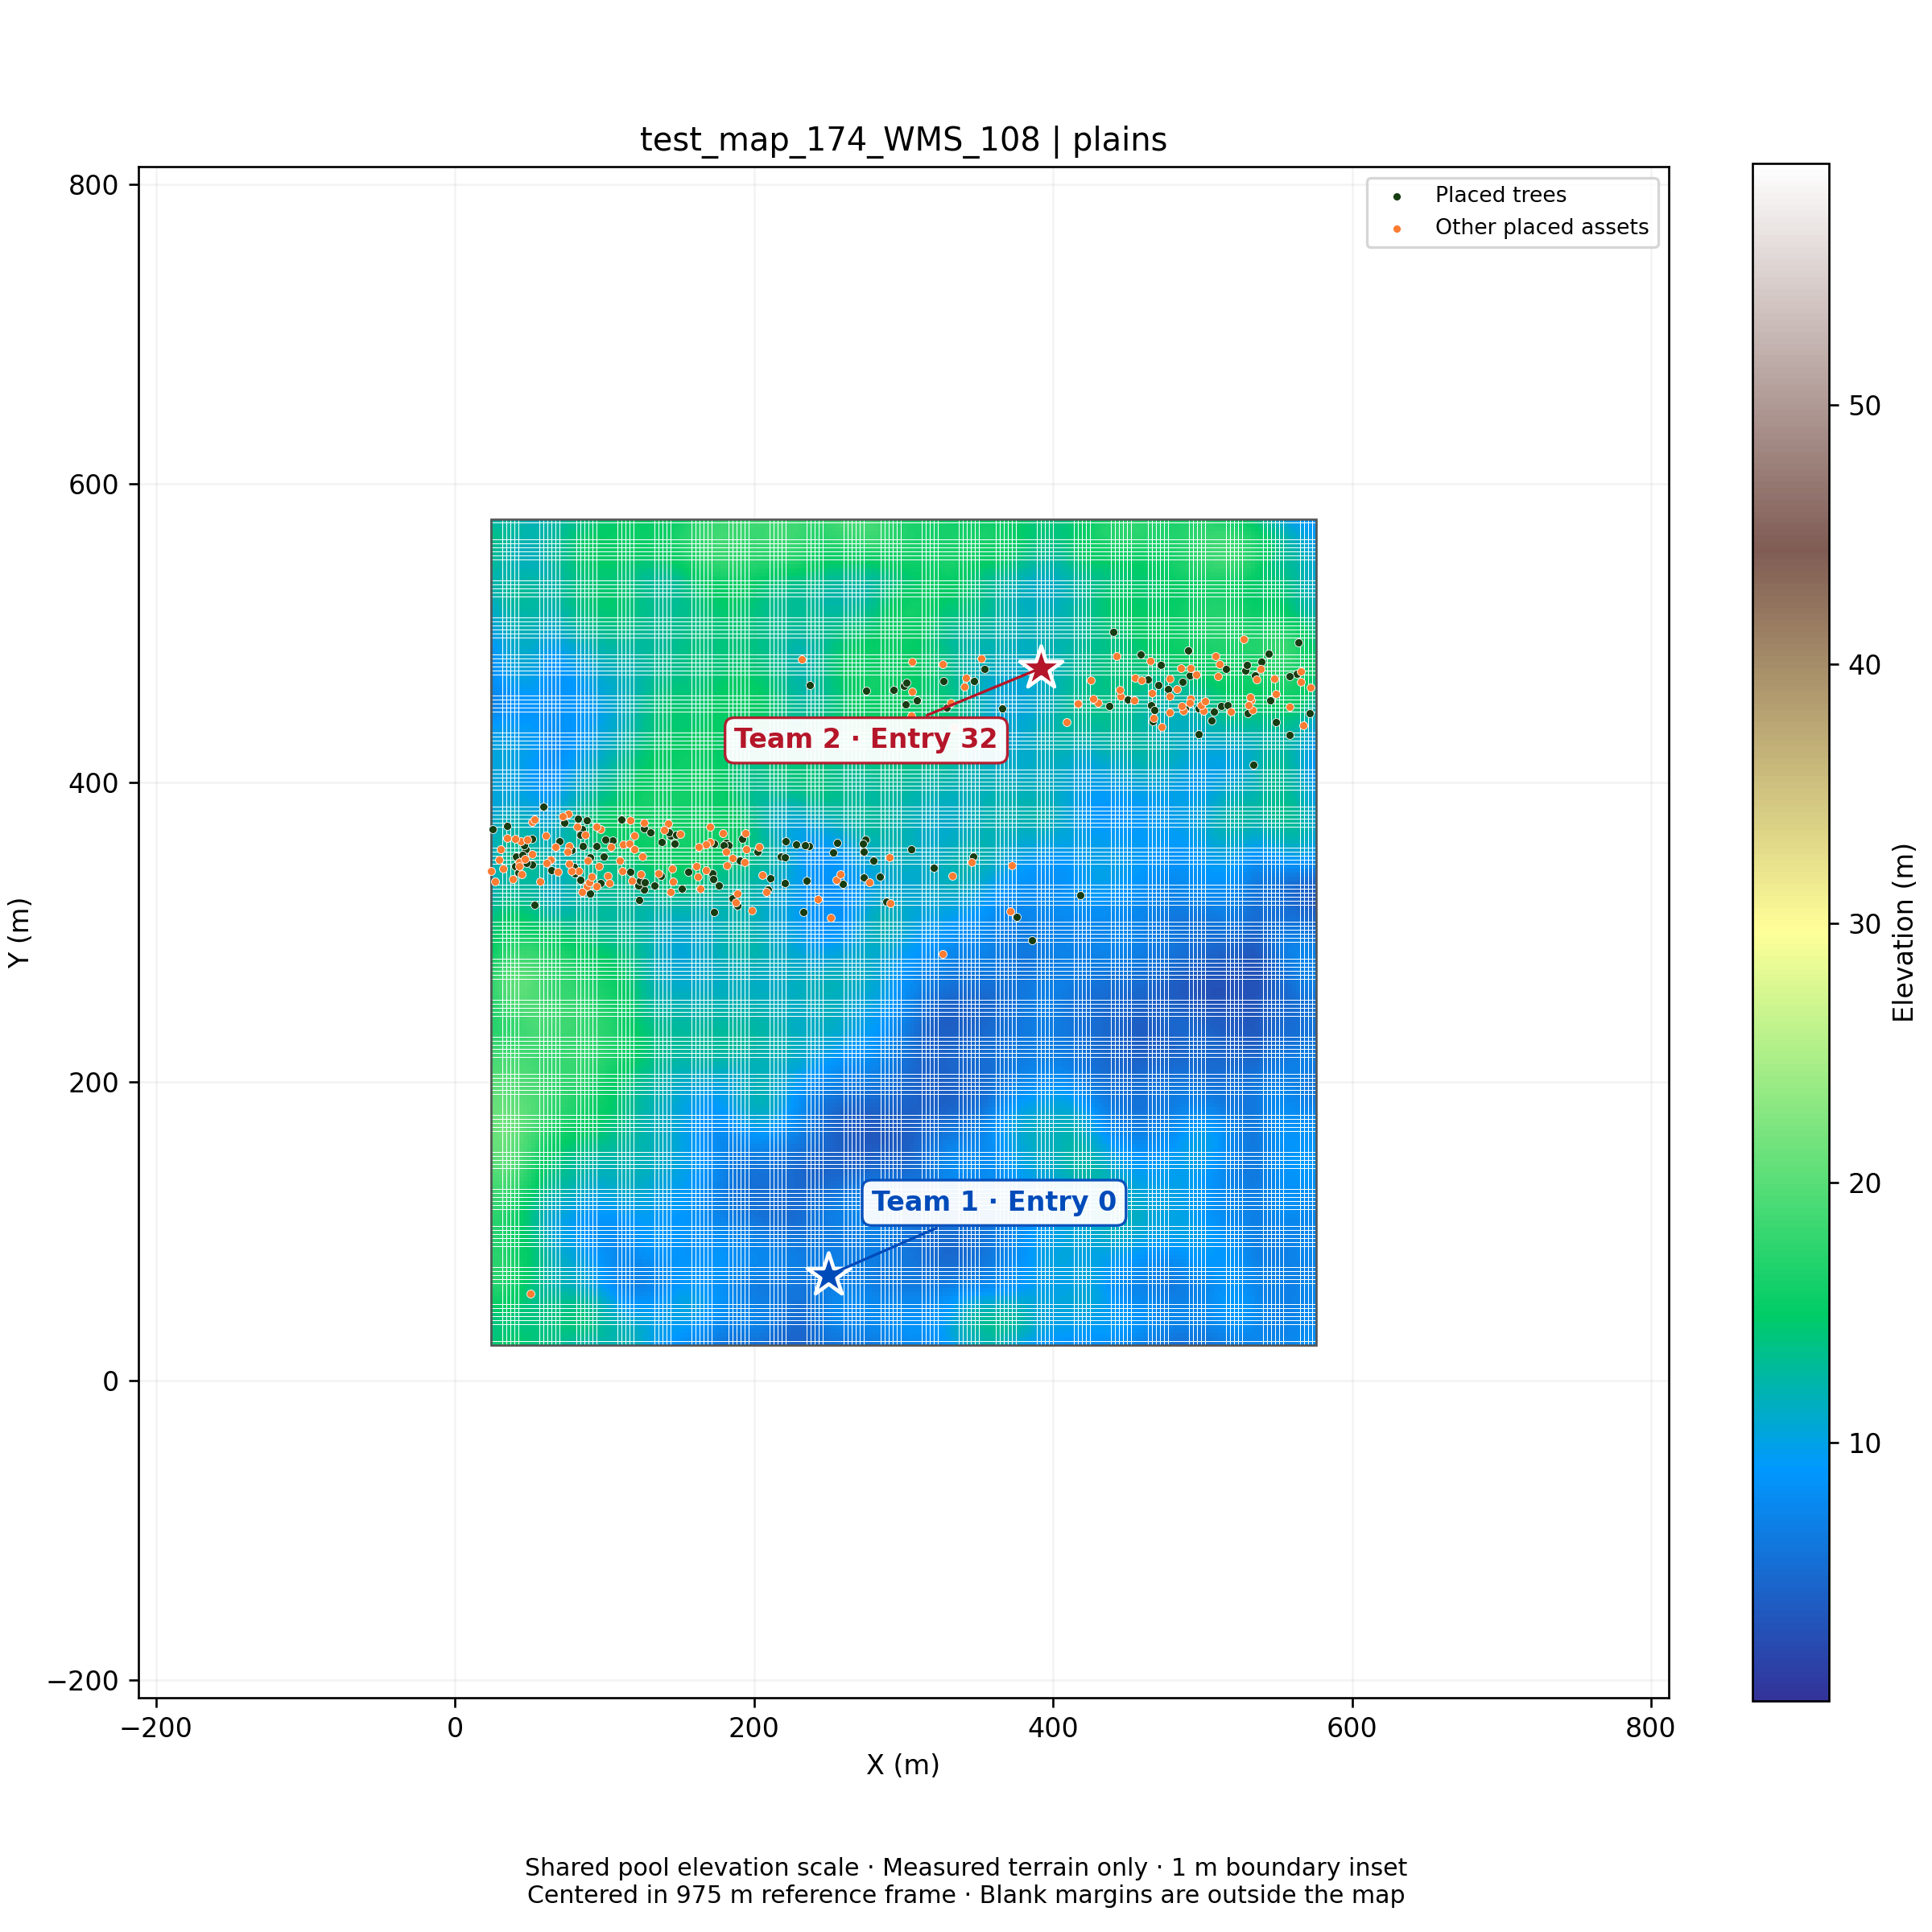 test_map_174_WMS_108 | plains
Placed trees
Other placed assets
800
600
400
200
0
−200
−200
0
200
400
600
800
X (m)
Y (m)
Team 2 · Entry 32
Team 1 · Entry 0
50
40
30
20
10
Elevation (m)
Shared pool elevation scale · Measured terrain only · 1 m boundary inset
Centered in 975 m reference frame · Blank margins are outside the map